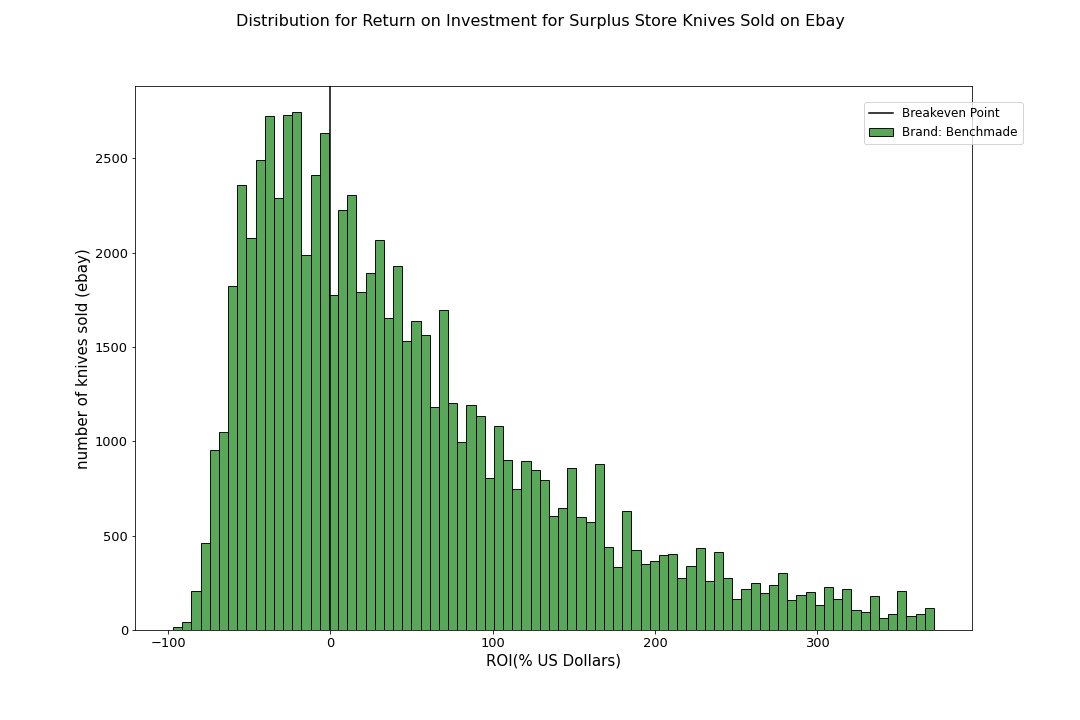 Distribution for Return on Investment for Surplus Store Knives Sold on Ebay
Breakeven Point
Brand: Benchmade
number of knives sold (ebay)
2500
2000
1500
1000
500
0
−100
0
100
200
300
ROI(% US Dollars)